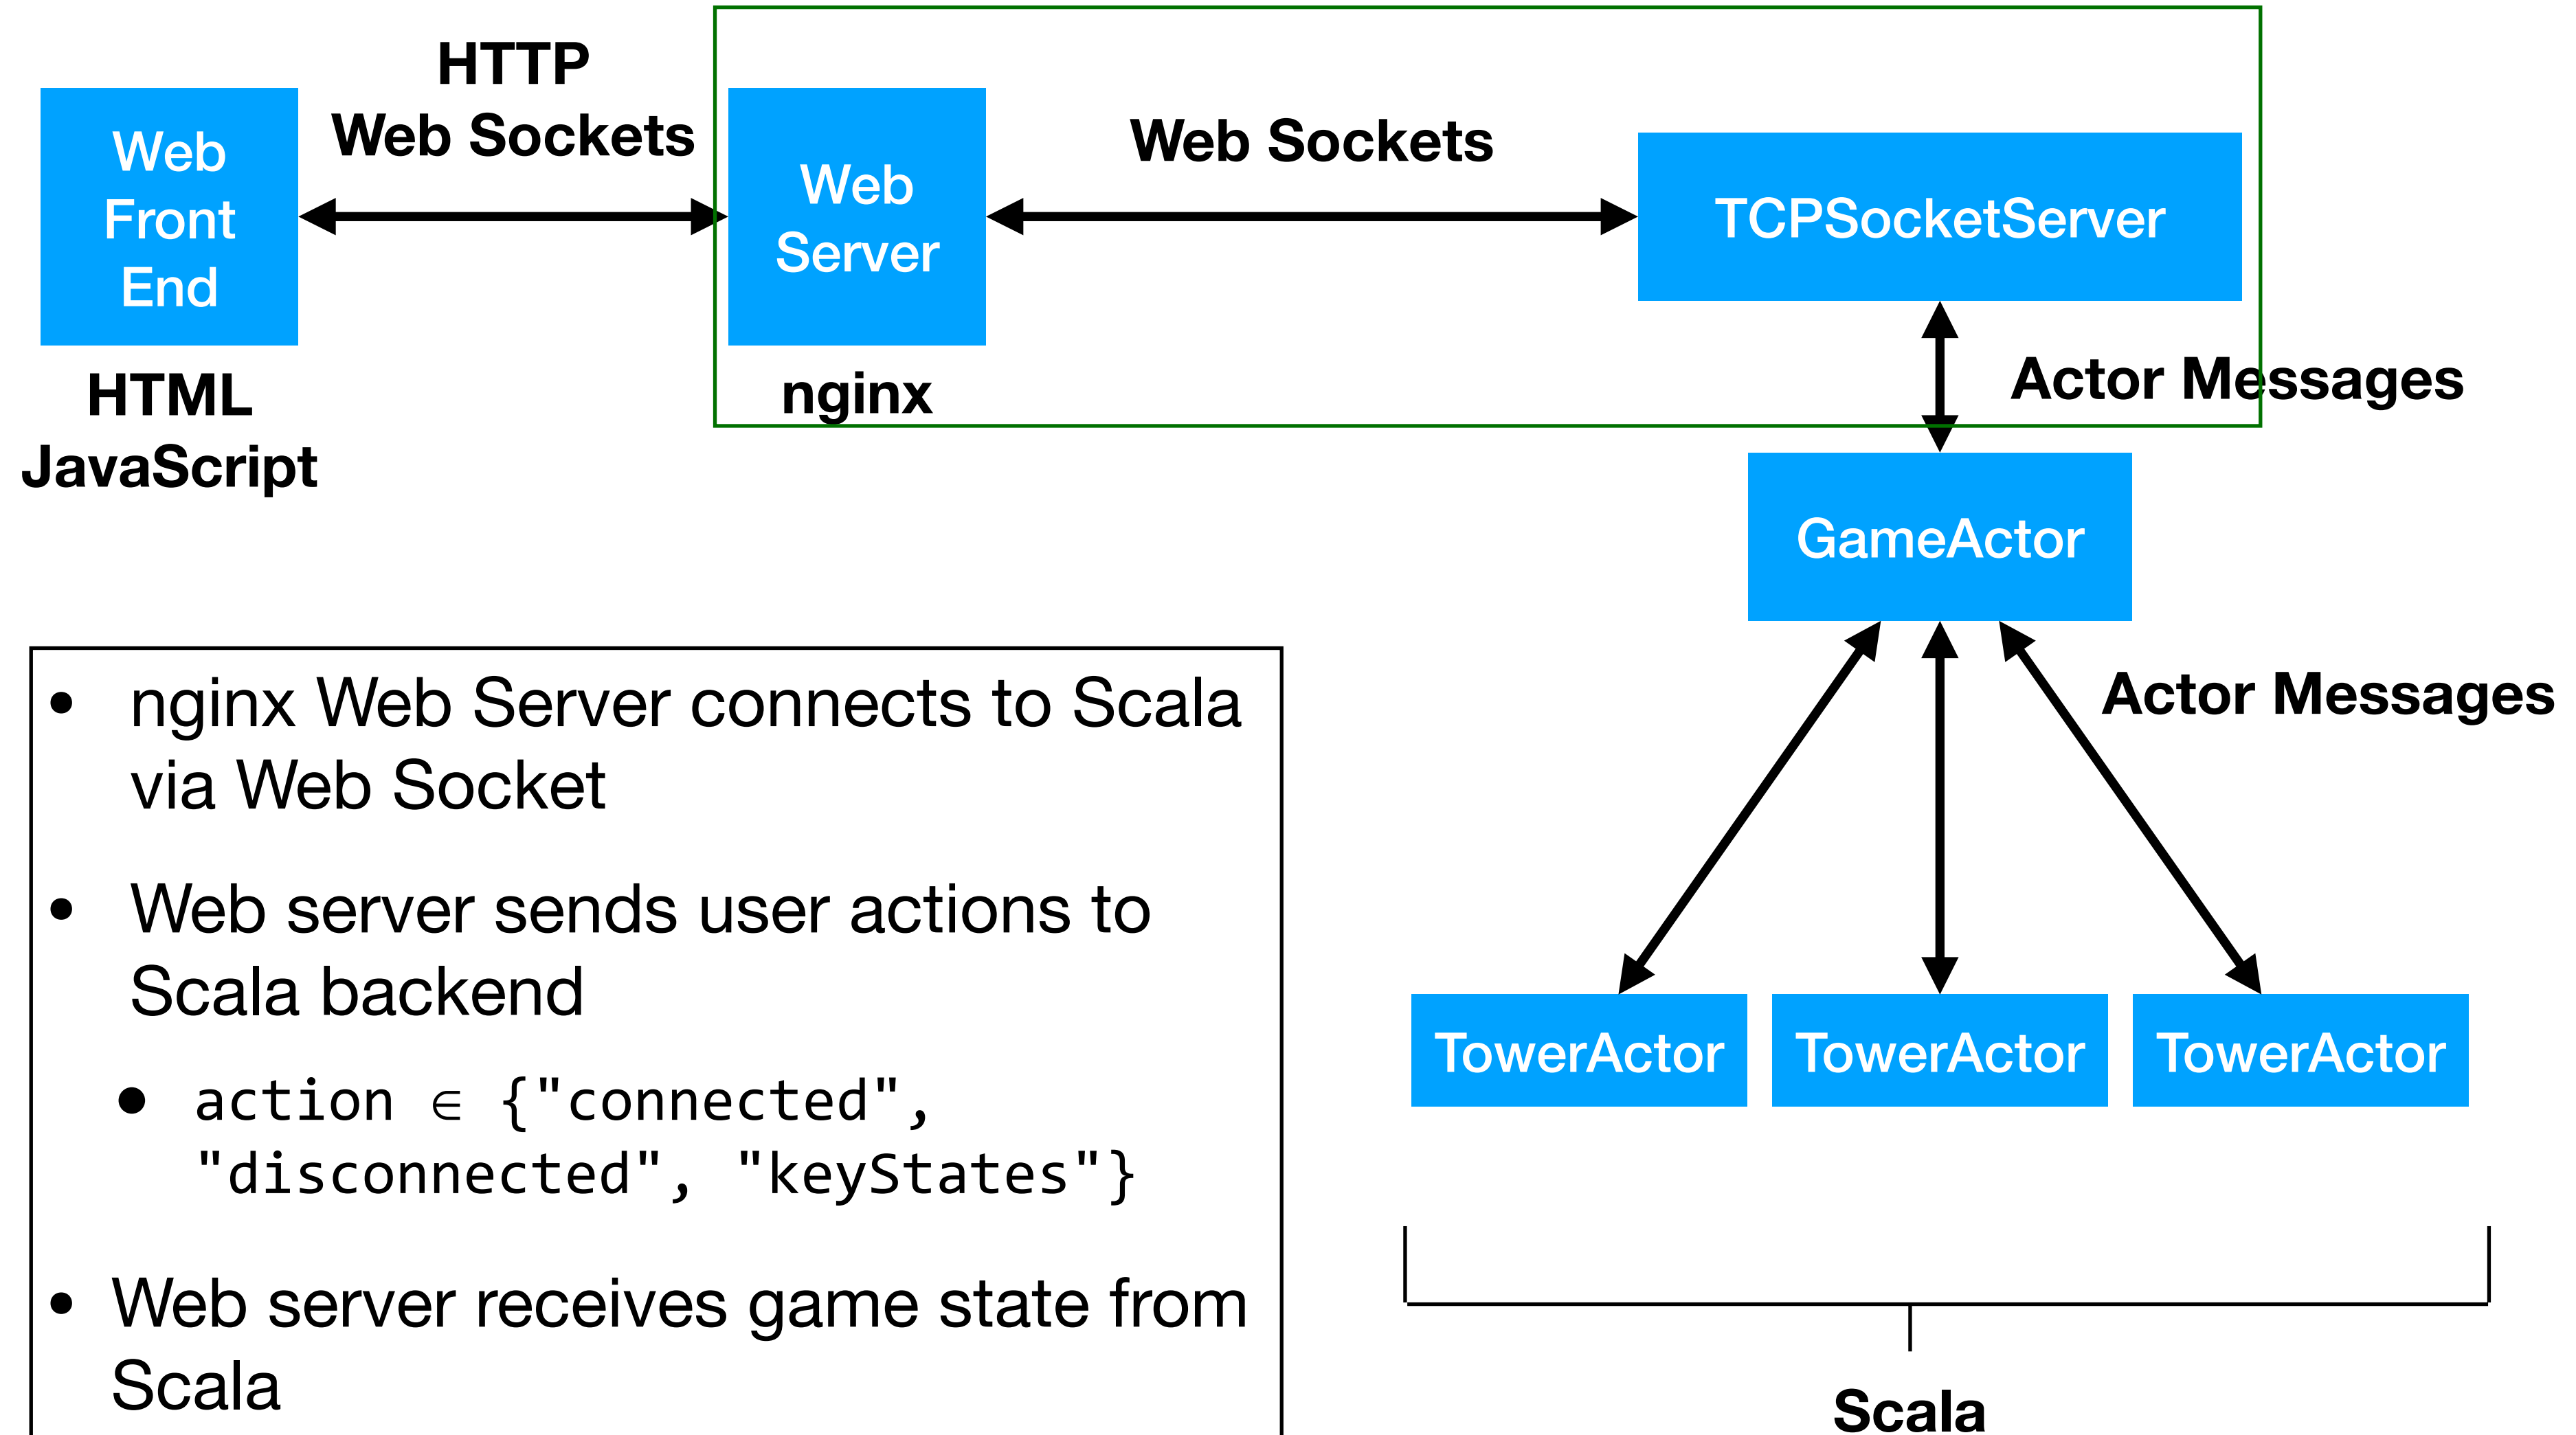 HTTP
Web Sockets
Web
Front
End
HTML
JavaScript
Web
Server
nginx
Web Sockets
TCPSocketServer
Actor Messages
GameActor
Actor Messages
TowerActor
TowerActor
TowerActor
Scala
• nginx Web Server connects to Scala
via Web Socket
• Web server sends user actions to
Scala backend
• action ∈ {"connected",
"disconnected", "keyStates"}
• Web server receives game state from
Scala